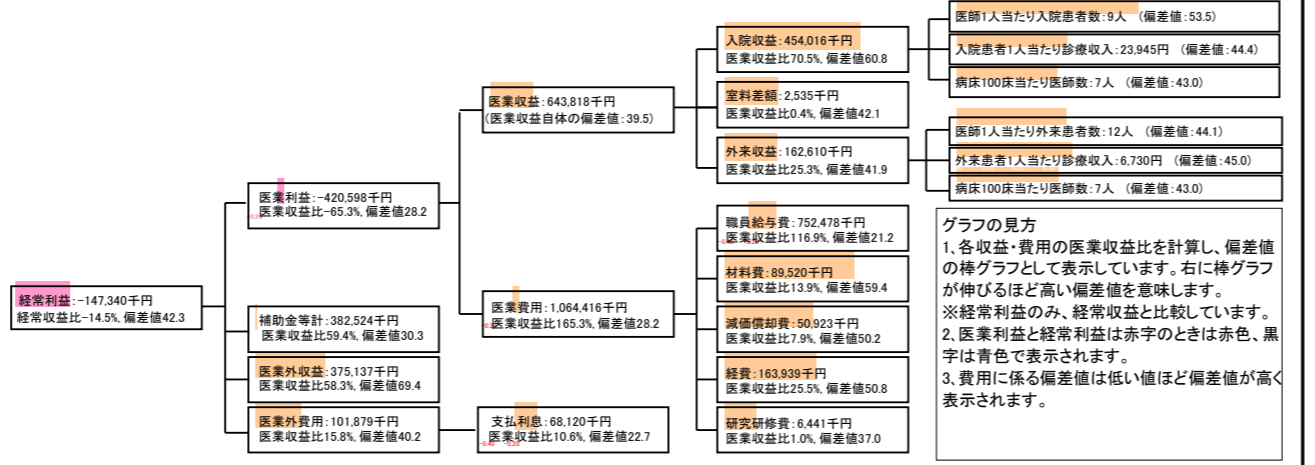 経常利益:-147,340千円
経常収支比-14.5%, 偏差値42.3
医業利益:-420,598千円
医業収益比-65.3%, 偏差値28.2
補助金等計:382,524千円
医業収益比59.4%, 偏差値30.3
医業外収益:375,137千円
医業収益比58.3%, 偏差値69.4
医業外費用:101,879千円
医業収益比15.8%, 偏差値40.2
医業収益:643,818千円
(医業収益自体の偏差値:39.5)
医業費用:1,064,416千円
医業収益比165.3%, 偏差値28.2
支払利息:68,120千円
医業収益比10.6%, 偏差値22.7
入院収益:454,016千円
医業収益比70.5%, 偏差値60.8
室料差額:2,535千円
医業収益比0.4%, 偏差値42.1
外来収益:162,610千円
医業収益比25.3%, 偏差値41.9
職員給与費:752,478千円
医業収益比116.9%, 偏差値21.2
材料費:89,520千円
医業収益比13.9%, 偏差値59.4
減価償却費:50,923千円
医業収益比7.9%, 偏差値50.2
経費:163,939千円
医業収益比25.5%, 偏差値50.8
研究研修費:6,441千円
医業収益比1.0%, 偏差値37.0
医師1人当たり入院患者数:9人 (偏差値:53.5)
入院患者1人当たり診療収入:23,945円 (偏差値:44.4)
病床100床当たり医師数:7人 (偏差値:43.0)
医師1人当たり外来患者数:12人 (偏差値:44.1)
外来患者1人当たり診療収入:6,730円 (偏差値:45.0)
病床100床当たり医師数:7人 (偏差値:43.0)
グラフの見方
1、各収益・費用の医業収益比を計算し、偏差値
の棒グラフとして表示しています。右に棒グラフ
が伸びるほど高い偏差値を意味します。
※経常利益のみ、経常収益と比較しています。
2、医業利益と経常利益は赤字のときは赤色、黒
字は青色で表示されます。
3、費用に係る偏差値は低い値ほど偏差値が高く
表示されます。